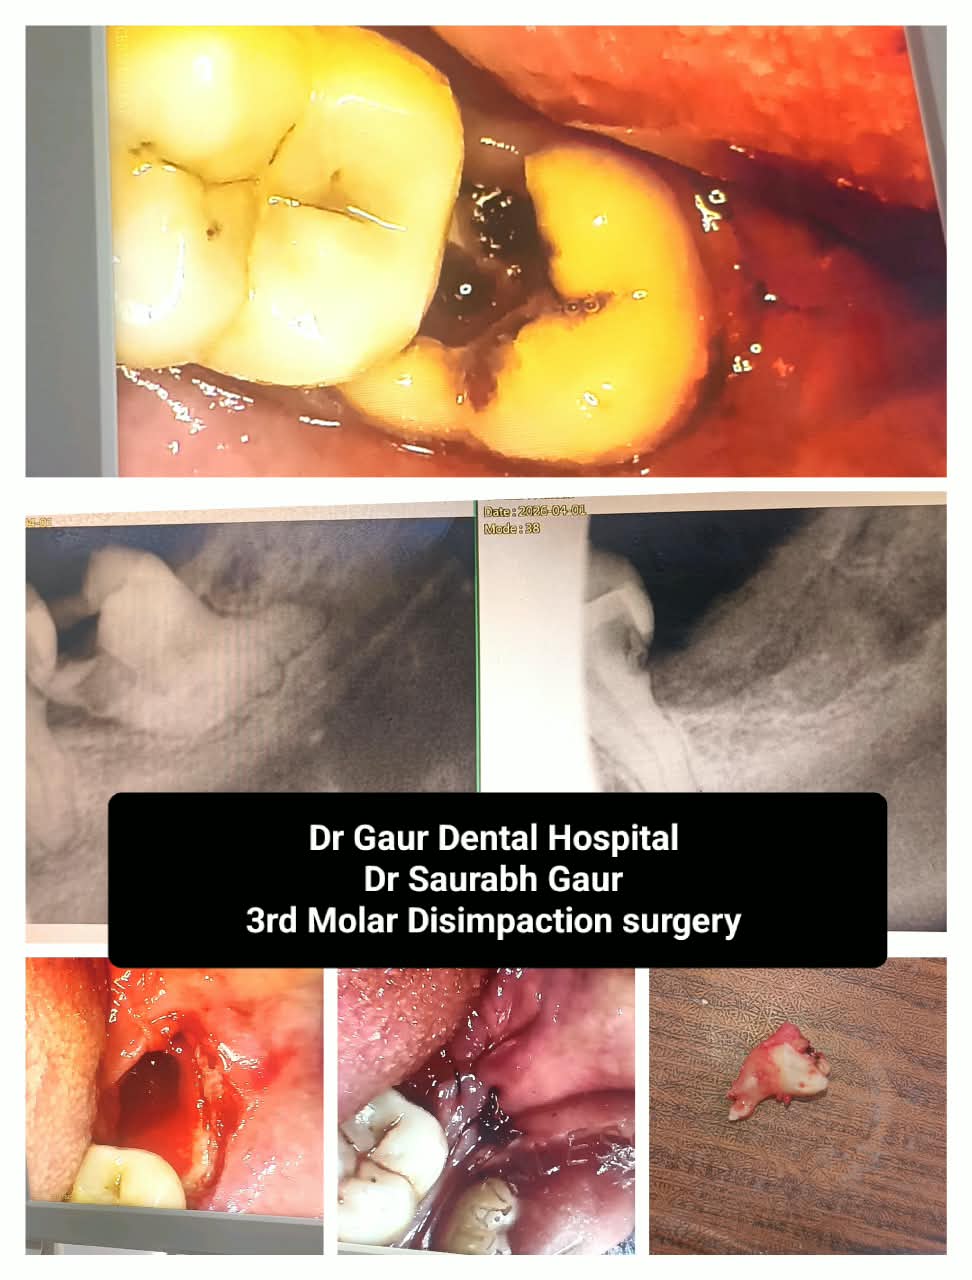 Date : 2026-04-01
Mode : 38
Dr Gaur Dental Hospital
Dr Saurabh Gaur
3rd Molar Disimpaction surgery